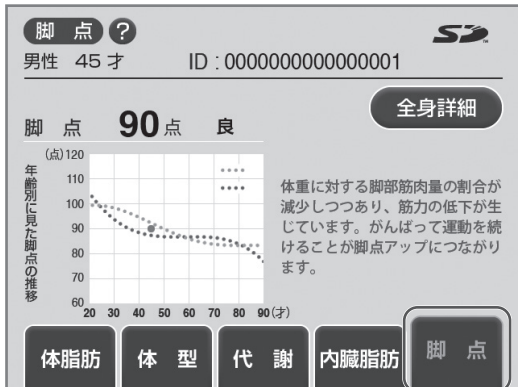 脚 点 ?
SD
男性 45才 ID : 0000000000000001
全身詳細
脚 点 90点 良
(点)
120
110
100
90
80
70
60
年齢別に見た脚点の推移
20 30 40 50 60 70 80 90 (才)
体重に対する脚部筋肉量の割合が
減少しつつあり、筋力の低下が生
じています。がんばって運動を続
けることが脚点アップにつながり
ます。
体脂肪 体 型 代 謝 内臓脂肪 脚 点